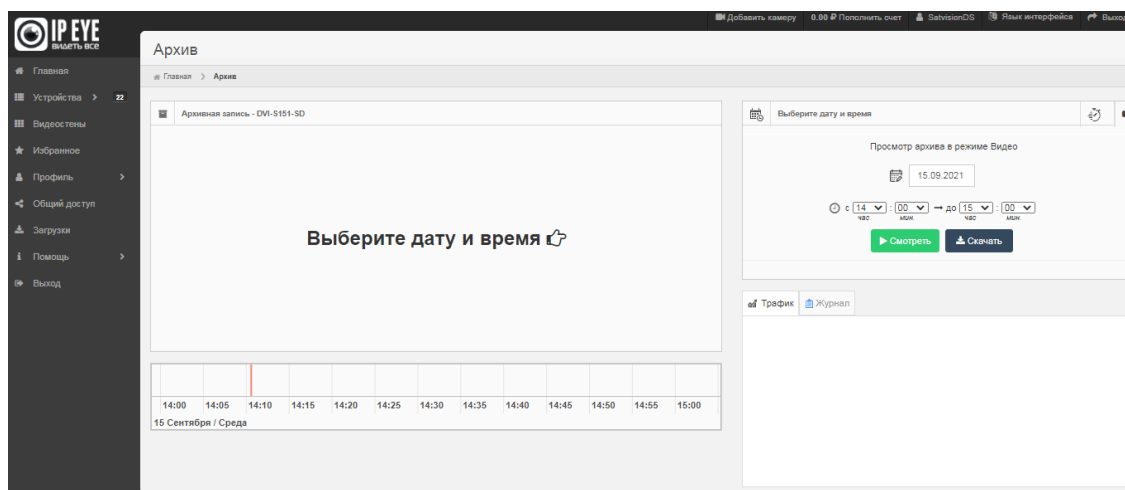 IP EYE
ВИДЕТЬ ВСЕ
Добавить камеру 0.00 ₽ Пополнить счет SatvisionDS Язык интерфейса Выход
Главная
Устройства > 22
Видеостены
Избранное
Профиль >
Общий доступ
Загрузки
Помощь >
Выход
Архив
Главная > Архив
Архивная запись - DVI-S151-SD
Выберите дату и время
14:00 14:05 14:10 14:15 14:20 14:25 14:30 14:35 14:40 14:45 14:50 14:55 15:00
15 Сентября / Среда
Выберите дату и время
Просмотр архива в режиме Видео
15.09.2021
с 14 : 00 → до 15 : 00
час мин. час мин.
Смотреть Скачать
Трафик Журнал